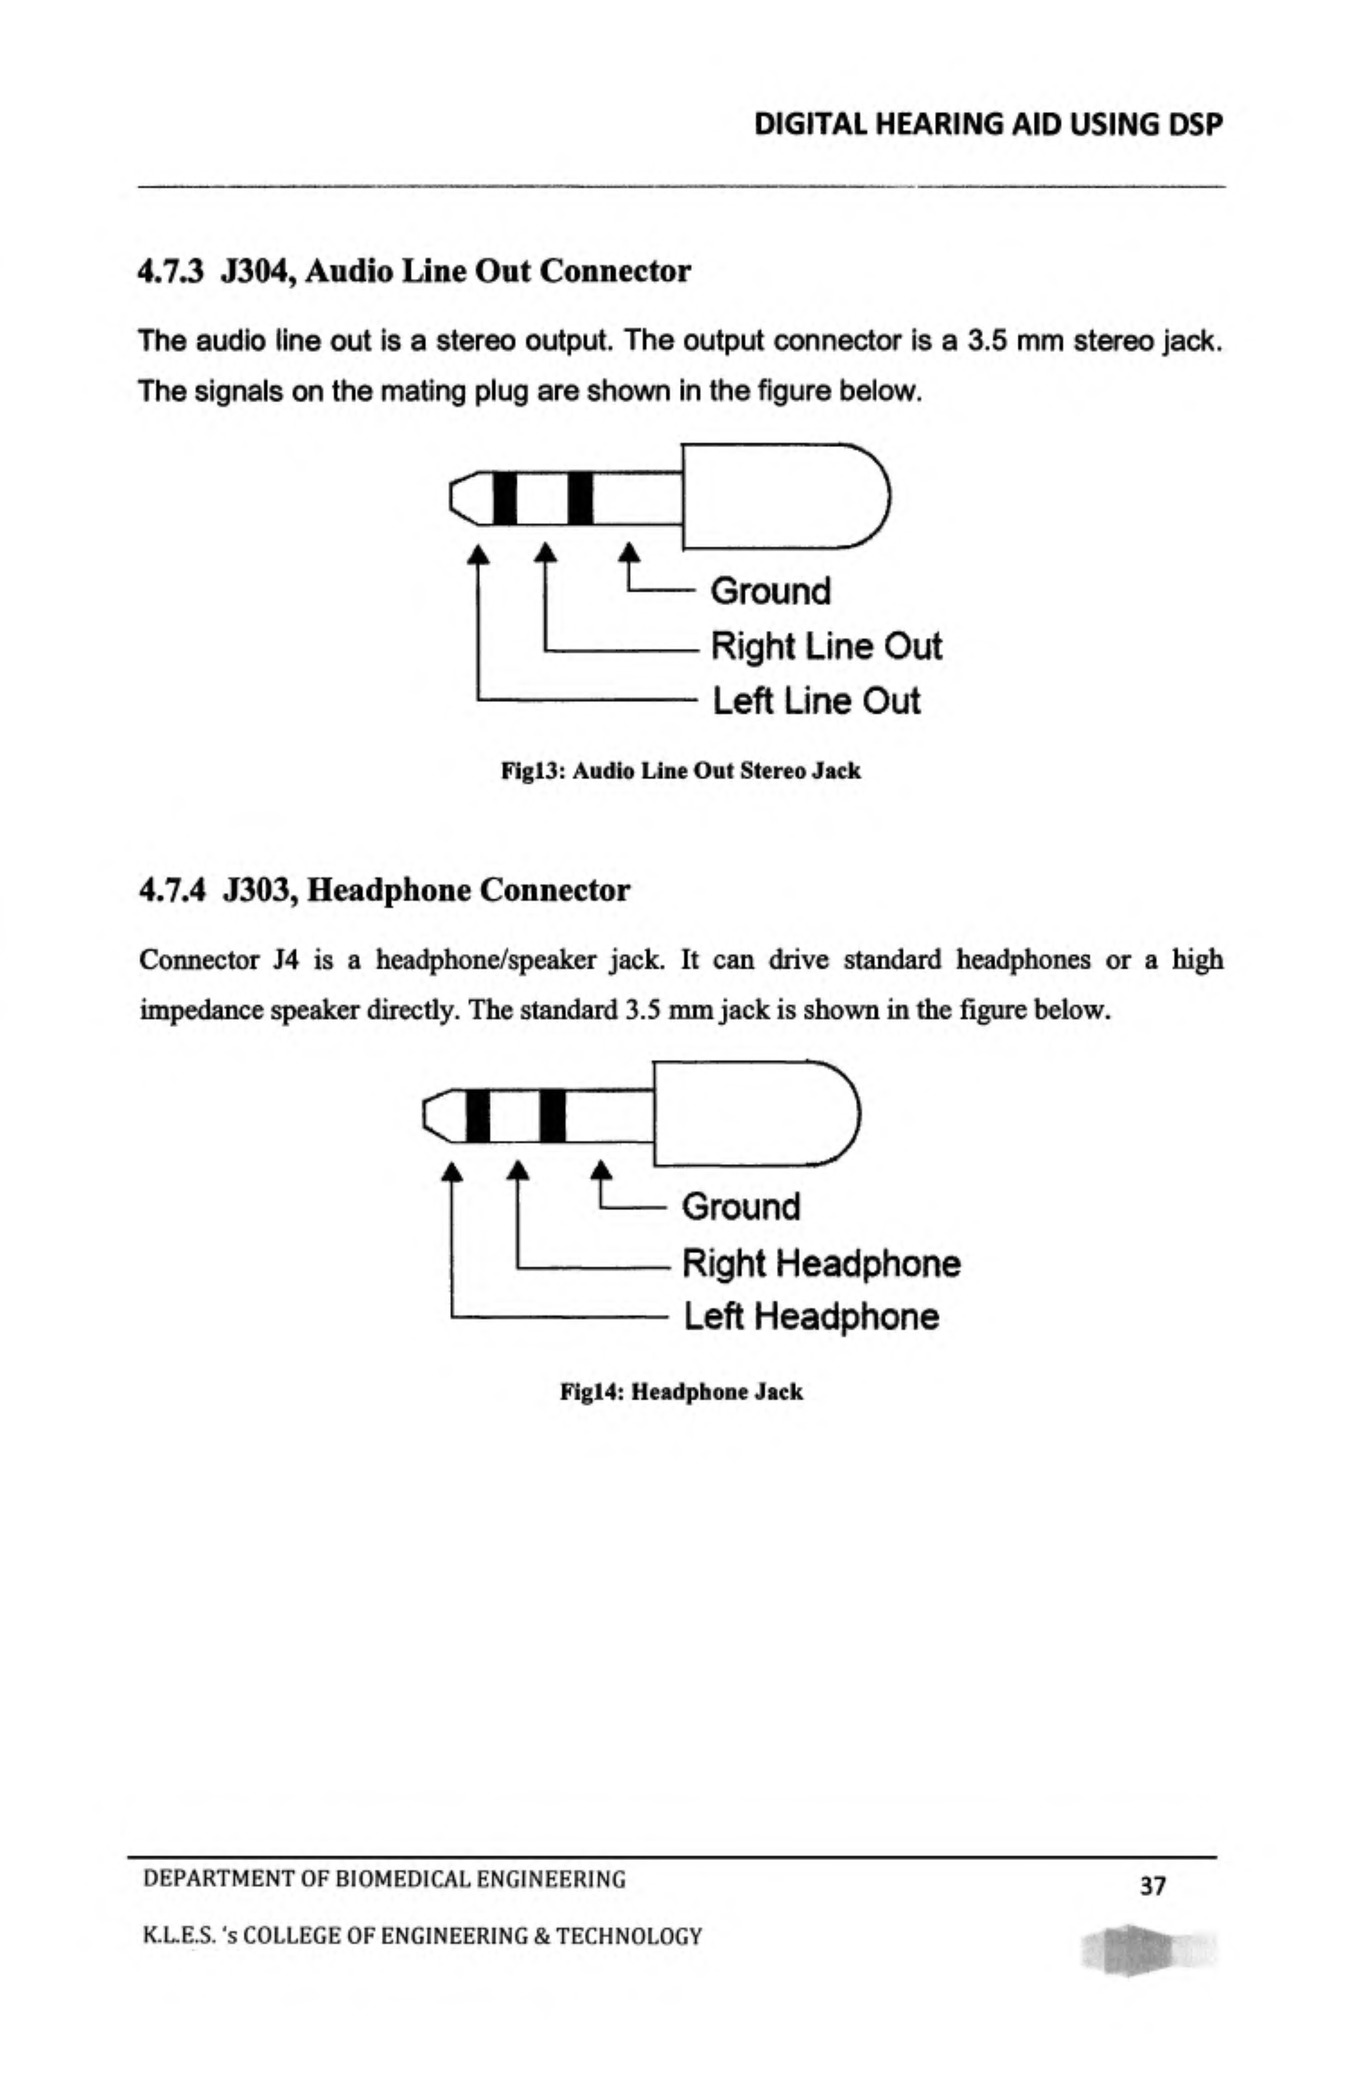 DIGITAL HEARING AID USING DSP
4.7.3 J304, Audio Line Out Connector
The audio line out is a stereo output. The output connector is a 3.5 mm stereo jack.
The signals on the mating plug are shown in the figure below.
Ground
Right Line Out
Left Line Out
Fig13: Audio Line Out Stereo Jack
4.7.4 J303, Headphone Connector
Connector J4 is a headphone/speaker jack. It can drive standard headphones or a high
impedance speaker directly. The standard 3.5 mm jack is shown in the figure below.
Ground
Right Headphone
Left Headphone
Fig14: Headphone Jack
DEPARTMENT OF BIOMEDICAL ENGINEERING
37
K.L.E.S. 's COLLEGE OF ENGINEERING & TECHNOLOGY